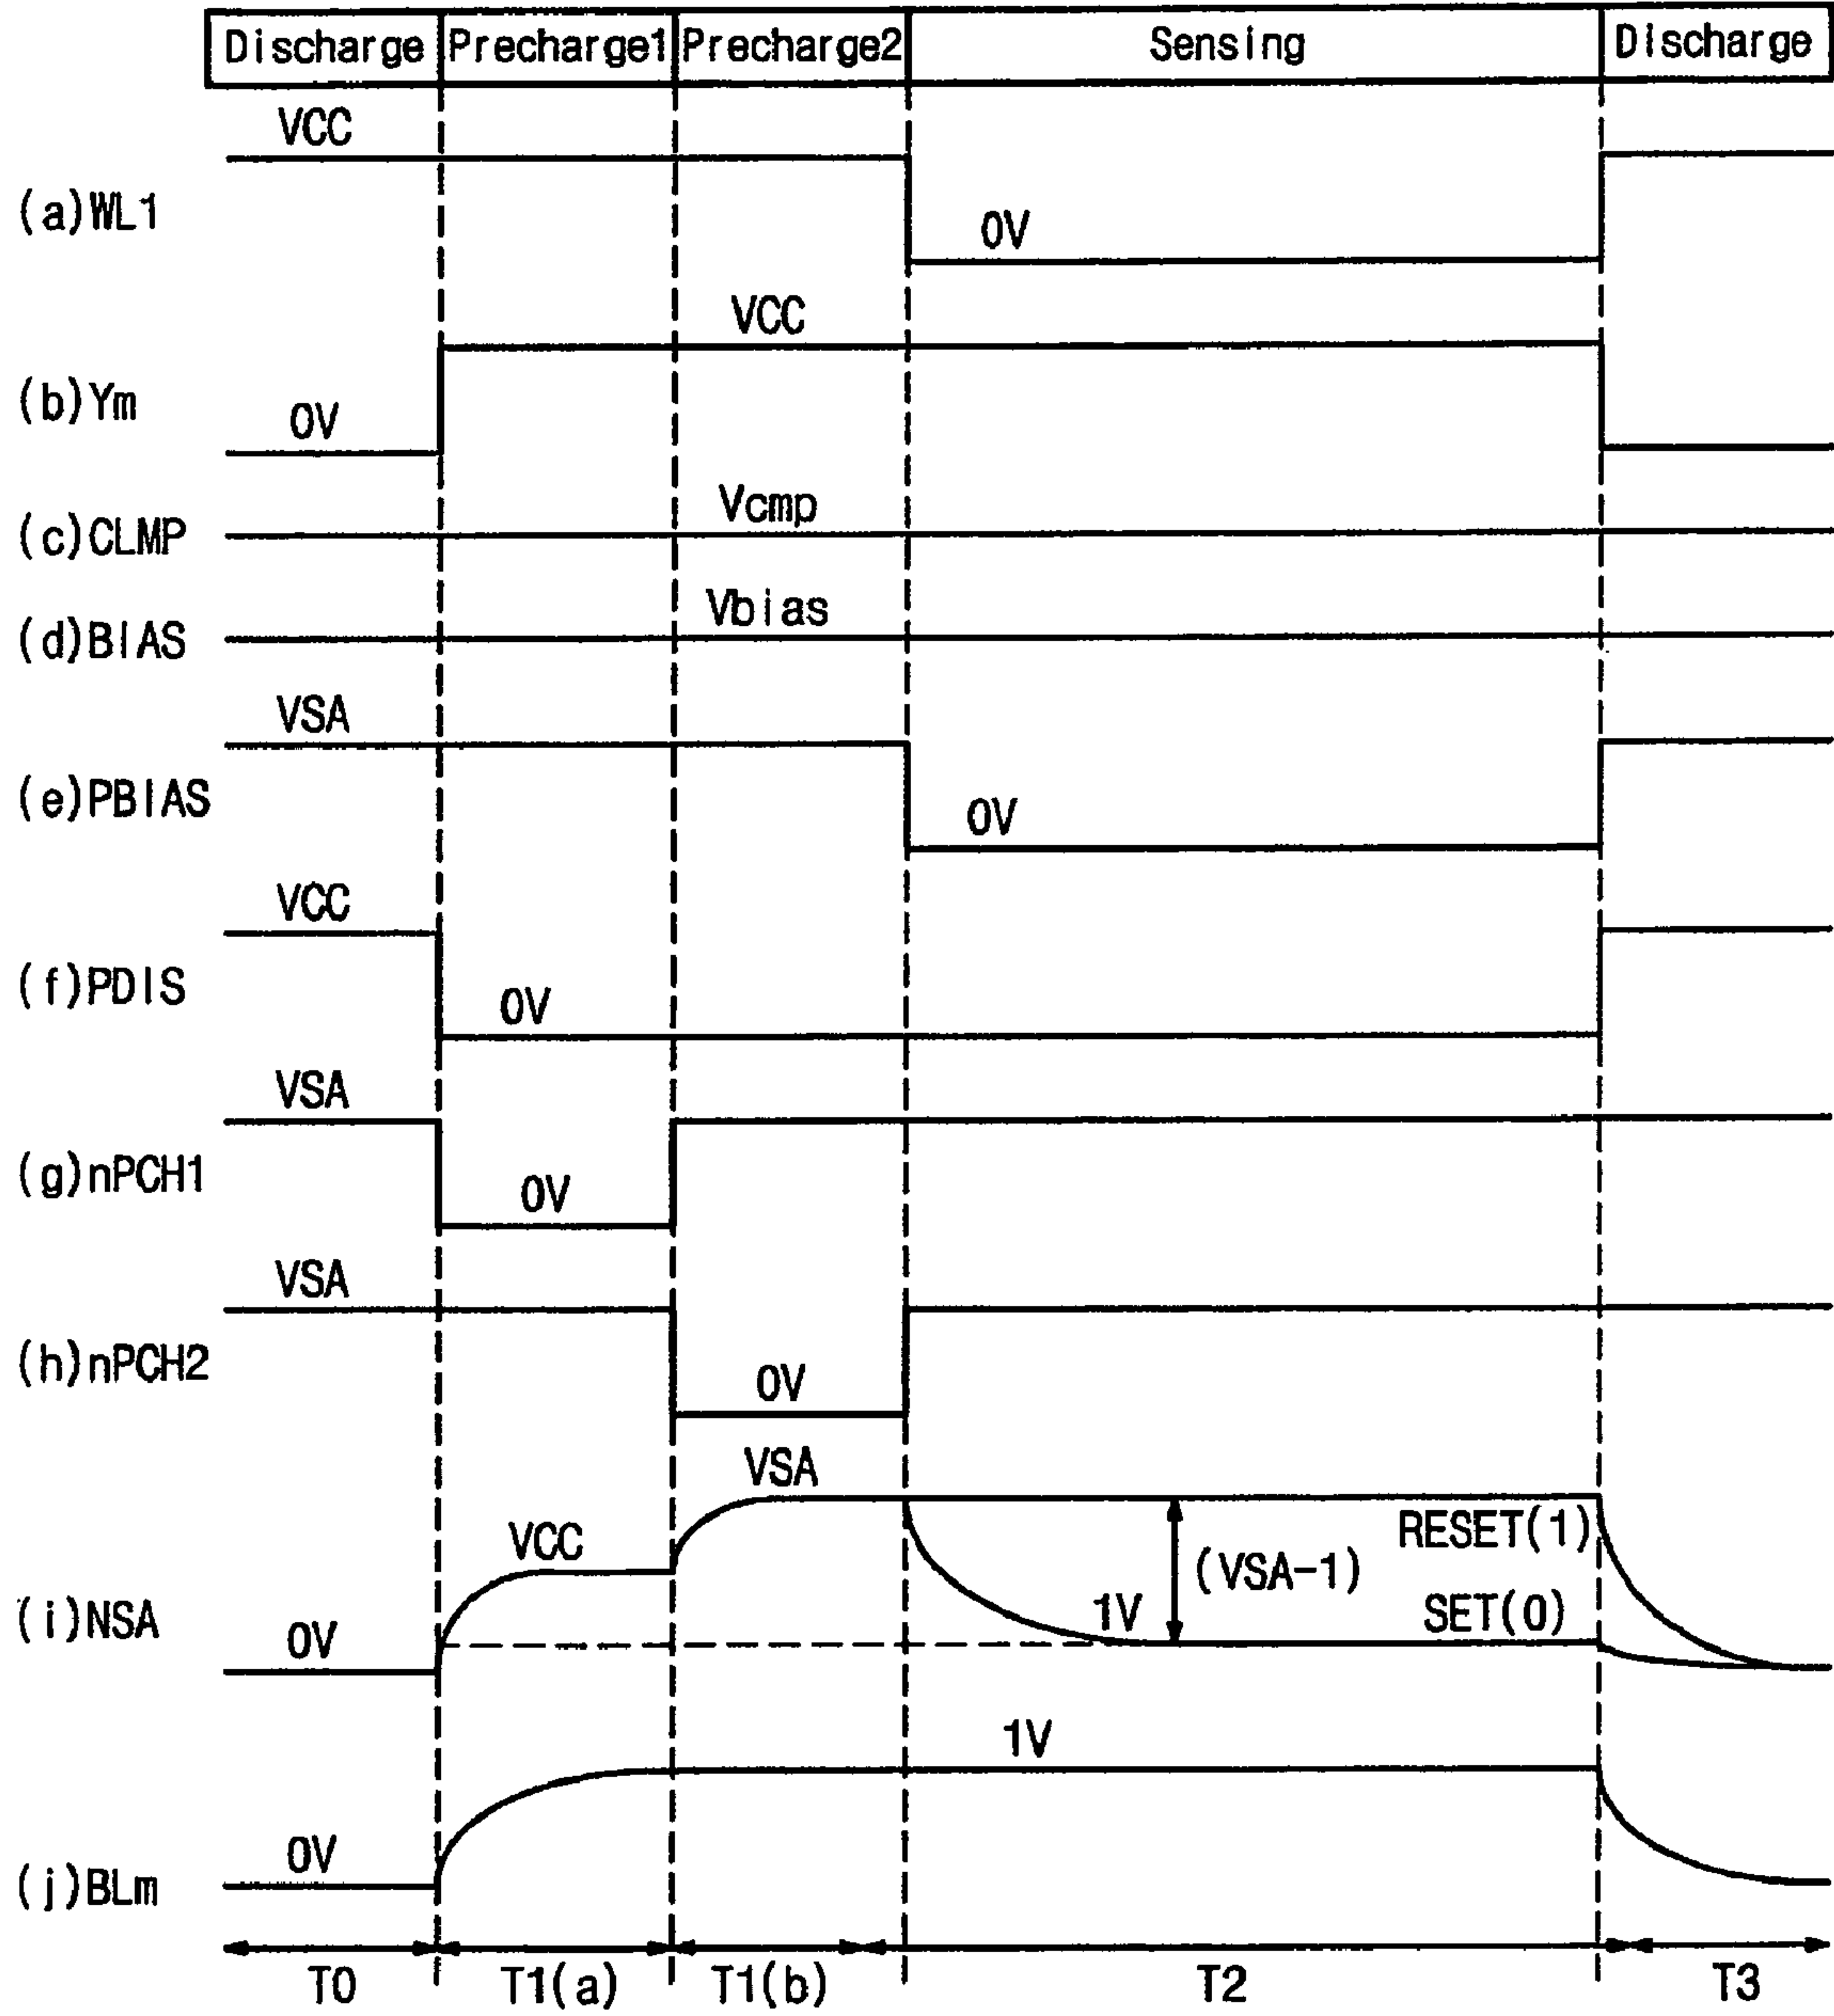 Discharge Precharge1 Precharge2 Sensing Discharge
VCC
(a)WL1
0V
VCC
(b)Ym
0V
Vcmp
(c)CLMP
Vbias
(d)BIAS
VSA
(e)PBIAS
0V
VCC
(f)PDIS
0V
VSA
(g)nPCH1
0V
VSA
(h)nPCH2
0V
VSA
VCC
RESET(1)
(VSA-1)
(i)NSA
0V
1V
SET(0)
1V
(j)BLm
0V
T0 T1(a) T1(b) T2 T3